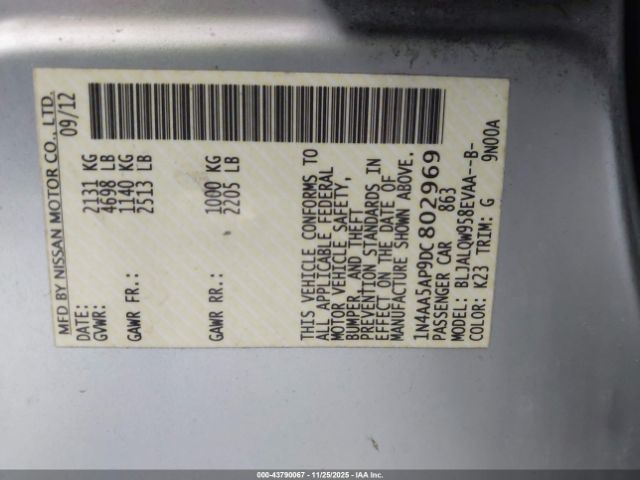 MFD BY NISSAN MOTOR CO., LTD.
DATE: 09/12
GVWR: 2131 KG
4698 LB
GAWR FR.: 1140 KG
2513 LB
GAWR RR.: 1000 KG
2205 LB
THIS VEHICLE CONFORMS TO
ALL APPLICABLE FEDERAL
MOTOR VEHICLE SAFETY,
BUMPER, AND THEFT
PREVENTION STANDARDS IN
EFFECT ON THE DATE OF
MANUFACTURE SHOWN ABOVE.
1N4AA5AP9DC802969
PASSENGER CAR 863
MODEL: BLJALQW958EVAA--B-
COLOR: K23 TRIM: G 9N00A
000-43790067 - 11/25/2025 - IAA Inc.